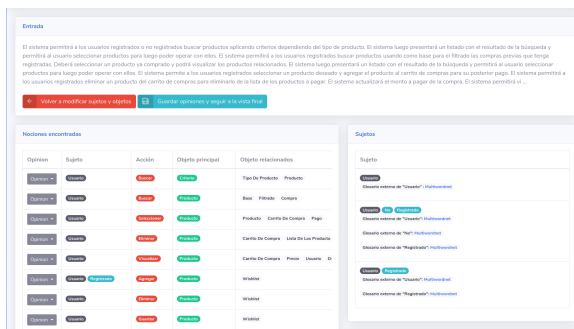 Entrada
El sistema permitirá a los usuarios registrados o no registrados buscar productos aplicando criterios dependiendo del tipo de producto. El sistema luego presentará un listado con el resultado de la búsqueda y
permitirá al usuario seleccionar productos para luego poder operar con ellos. El sistema permitirá a los usuarios registrados buscar productos usando como base para el filtrado las compras previas que tenga
registradas. Deberá seleccionar un producto ya comprado y podrá visualizar los productos relacionados. El sistema luego presentará un listado con el resultado de la búsqueda y permitirá al usuario seleccionar
productos para luego poder operar con ellos. El sistema permite a los usuarios registrados seleccionar un producto deseado y agregar el producto al carrito de compras para su posterior pago. El sistema permitirá a
los usuarios registrados eliminar un producto del carrito de compras para eliminarlo de la lista de los productos a pagar. El sistema actualizará el monto a pagar de la compra. El sistema permitirá vi ...
Volver a modificar sujetos y objetos Guardar opiniones y seguir a la vista final
Nociones encontradas
Opinion Sujeto Acción Objeto principal Objeto relacionados
Opinion Usuario Buscar Criterio Tipo De Producto Producto
Opinion Usuario Buscar Producto Base Filtrado Compra
Opinion Usuario Seleccionar Producto Producto Carrito De Compra Pago
Opinion Usuario Eliminar Producto Carrito De Compra Lista De Los Producto
Opinion Usuario Visualizar Producto Carrito De Compra Precio Usuario D
Opinion Usuario Registrado Agregar Producto Wishlist
Opinion Usuario Eliminar Producto Wishlist
Opinion Usuario Guardar Producto Wishlist
Sujetos
Sujeto
Usuario
Glosario externo de "Usuario": Multiwordnet
Usuario No Registrado
Glosario externo de "Usuario": Multiwordnet
Glosario externo de "No": Multiwordnet
Glosario externo de "Registrado": Multiwordnet
Usuario Registrado
Glosario externo de "Usuario": Multiwordnet
Glosario externo de "Registrado": Multiwordnet